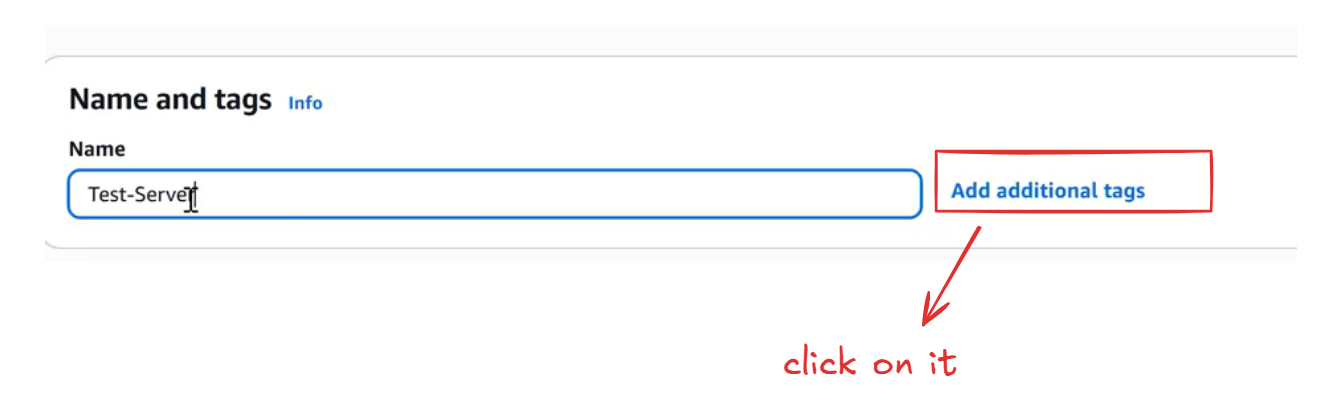 Name and tags Info
Name
Test-Server
Add additional tags
click on it